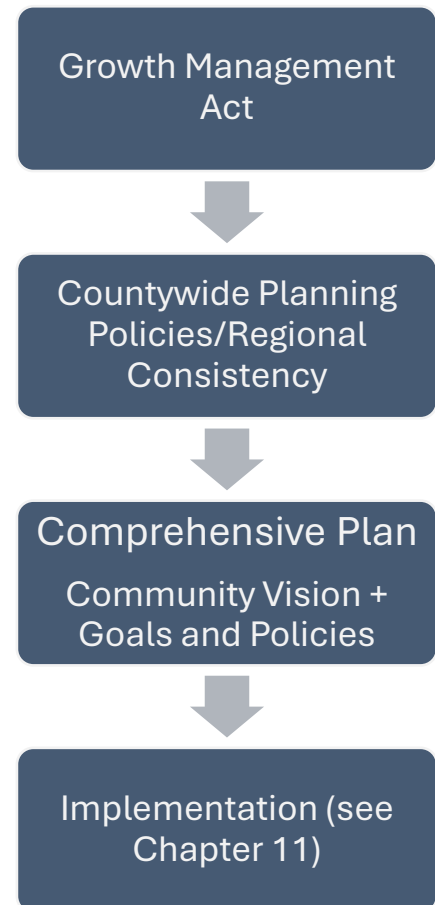 Growth Management
Act
Countywide Planning
Policies/Regional
Consistency
Comprehensive Plan
Community Vision +
Goals and Policies
Implementation (see
Chapter 11)